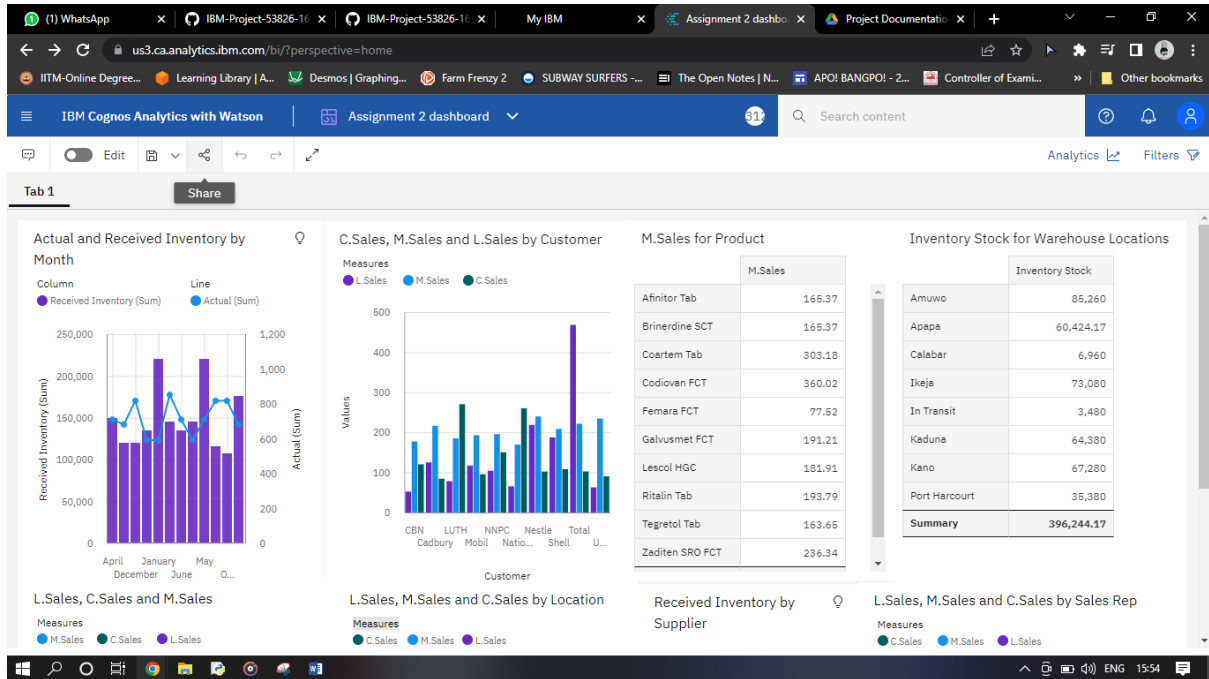 (1) WhatsApp
IBM-Project-53826-16
IBM-Project-53826-16
My IBM
Assignment 2 dashbo
Project Documentatio
us3.ca.analytics.ibm.com/bi/?perspective=home
IITM-Online Degree...
Learning Library | A...
Desmos | Graphing...
Farm Frenzy 2
SUBWAY SURFERS -...
The Open Notes | N...
APO! BANGPO! - 2...
Controller of Exami...
»
Other bookmarks
IBM Cognos Analytics with Watson
Assignment 2 dashboard
312
Search content
Edit
Analytics
Filters
Tab 1
Share
Actual and Received Inventory by
Month
Column
Line
Received Inventory (Sum)
Actual (Sum)
250,000
200,000
150,000
100,000
50,000
0
1,200
1,000
800
600
400
200
0
Received Inventory (Sum)
Actual (Sum)
April January May
December June O...
C.Sales, M.Sales and L.Sales by Customer
Measures
L.Sales M.Sales C.Sales
500
400
300
200
100
0
Values
CBN LUTH NNPC Nestle Total
Cadbury Mobil Natio... Shell U...
Customer
M.Sales for Product
M.Sales
Afinitor Tab 165.37
Brinerdine SCT 165.37
Coartem Tab 303.18
Codiovan FCT 360.02
Femara FCT 77.52
Galvusmet FCT 191.21
Lescol HGC 181.91
Ritalin Tab 193.79
Tegretol Tab 163.65
Zaditen SRO FCT 236.34
Inventory Stock for Warehouse Locations
Inventory Stock
Amuwo 85,260
Apapa 60,424.17
Calabar 6,960
Ikeja 73,080
In Transit 3,480
Kaduna 64,380
Kano 67,280
Port Harcourt 35,380
Summary 396,244.17
L.Sales, C.Sales and M.Sales
Measures
M.Sales C.Sales L.Sales
L.Sales, M.Sales and C.Sales by Location
Measures
C.Sales M.Sales L.Sales
Received Inventory by
Supplier
L.Sales, M.Sales and C.Sales by Sales Rep
Measures
C.Sales M.Sales L.Sales
ENG 15:54